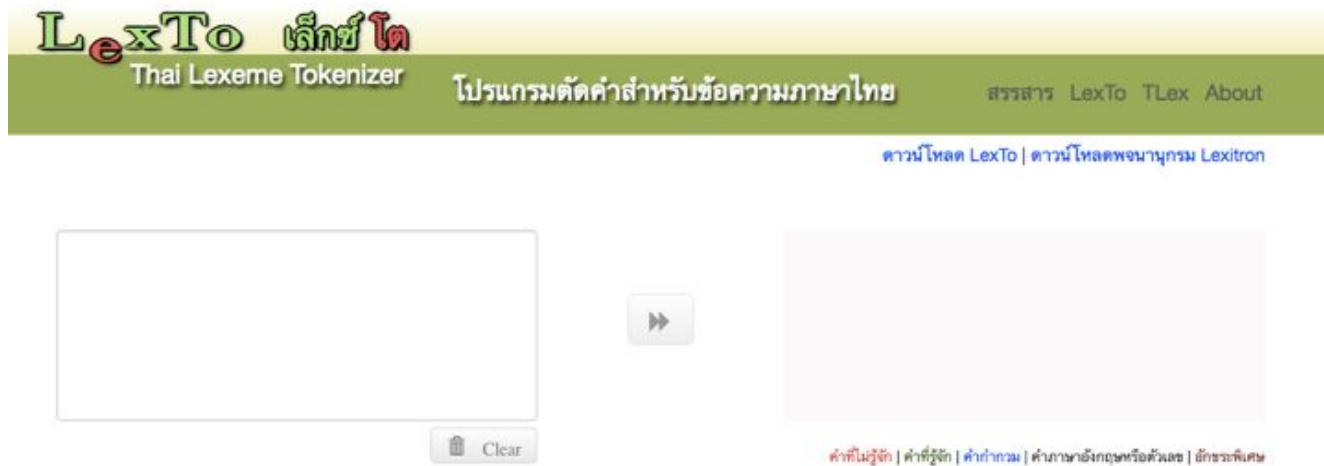 LexTo เล็กซ์โต
Thai Lexeme Tokenizer
โปรแกรมตัดคำสำหรับข้อความภาษาไทย
สรรสาร LexTo TLex About
ดาวน์โหลด LexTo | ดาวน์โหลดพจนานุกรม Lexitron
Clear
คำที่ไม่รู้จัก | คำที่รู้จัก | คำกำกวม | คำภาษาอังกฤษหรือตัวเลข | อักขระพิเศษ